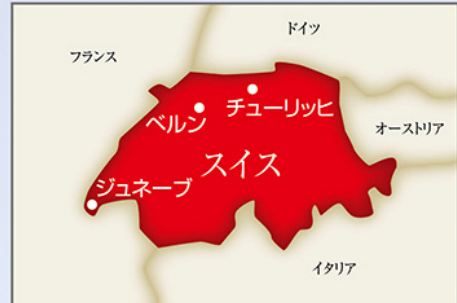 ドイツ
フランス
チューリッヒ
ベルン
オーストリア
スイス
ジュネーブ
イタリア